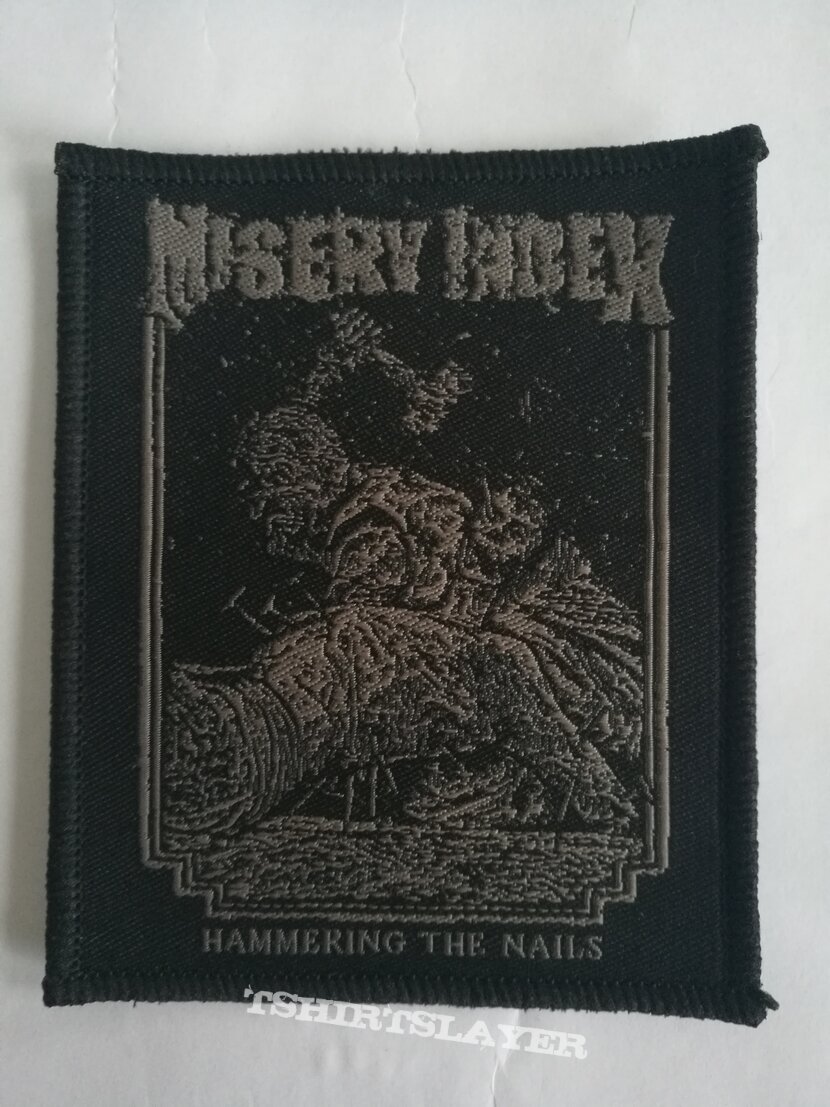 MISERY INDEX
HAMMERING THE NAILS
TSHIRTSLAYER